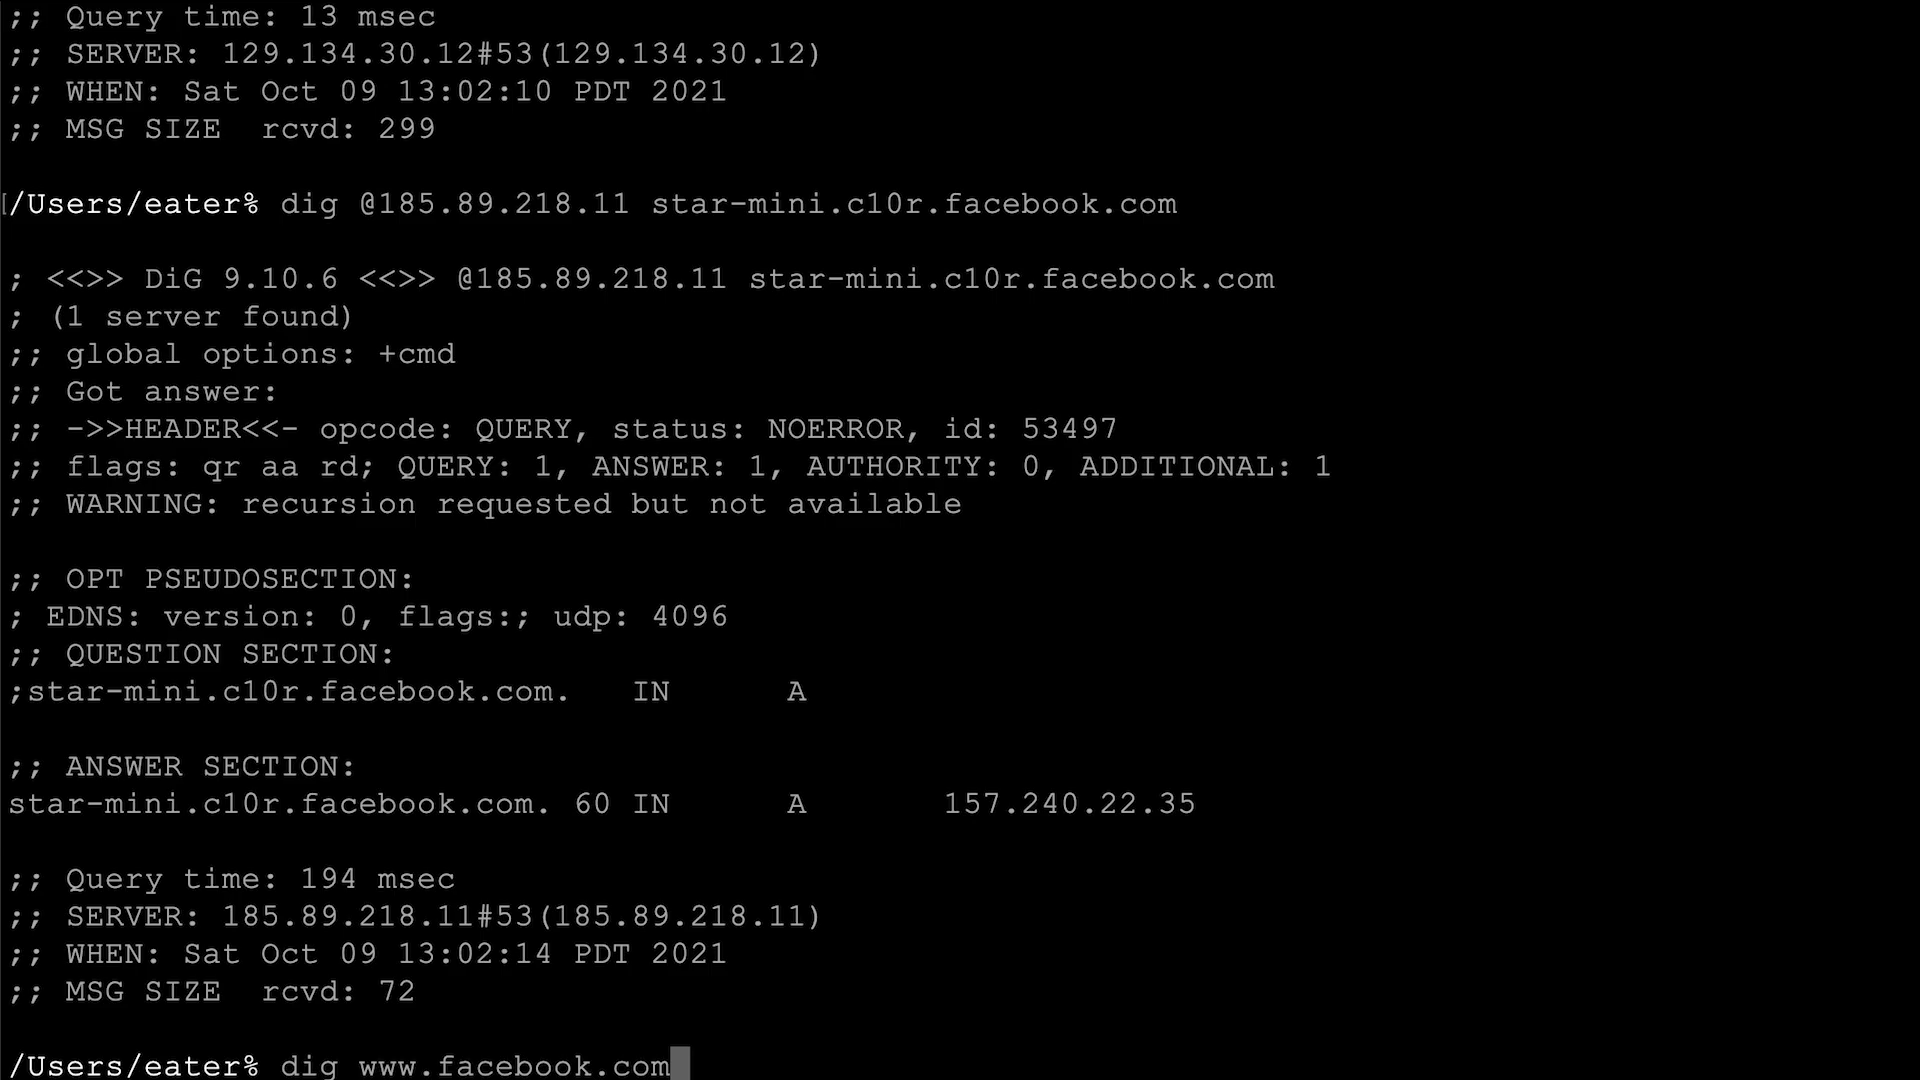 ;; Query time: 13 msec
;; SERVER: 129.134.30.12#53(129.134.30.12)
;; WHEN: Sat Oct 09 13:02:10 PDT 2021
;; MSG SIZE  rcvd: 299
[/Users/eater% dig @185.89.218.11 star-mini.c10r.facebook.com
; <<>> DiG 9.10.6 <<>> @185.89.218.11 star-mini.c10r.facebook.com
; (1 server found)
;; global options: +cmd
;; Got answer:
;; ->>HEADER<<- opcode: QUERY, status: NOERROR, id: 53497
;; flags: qr aa rd; QUERY: 1, ANSWER: 1, AUTHORITY: 0, ADDITIONAL: 1
;; WARNING: recursion requested but not available
;; OPT PSEUDOSECTION:
; EDNS: version: 0, flags:; udp: 4096
;; QUESTION SECTION:
;star-mini.c10r.facebook.com.   IN      A
;; ANSWER SECTION:
star-mini.c10r.facebook.com. 60 IN      A       157.240.22.35
;; Query time: 194 msec
;; SERVER: 185.89.218.11#53(185.89.218.11)
;; WHEN: Sat Oct 09 13:02:14 PDT 2021
;; MSG SIZE  rcvd: 72
/Users/eater% dig www.facebook.com